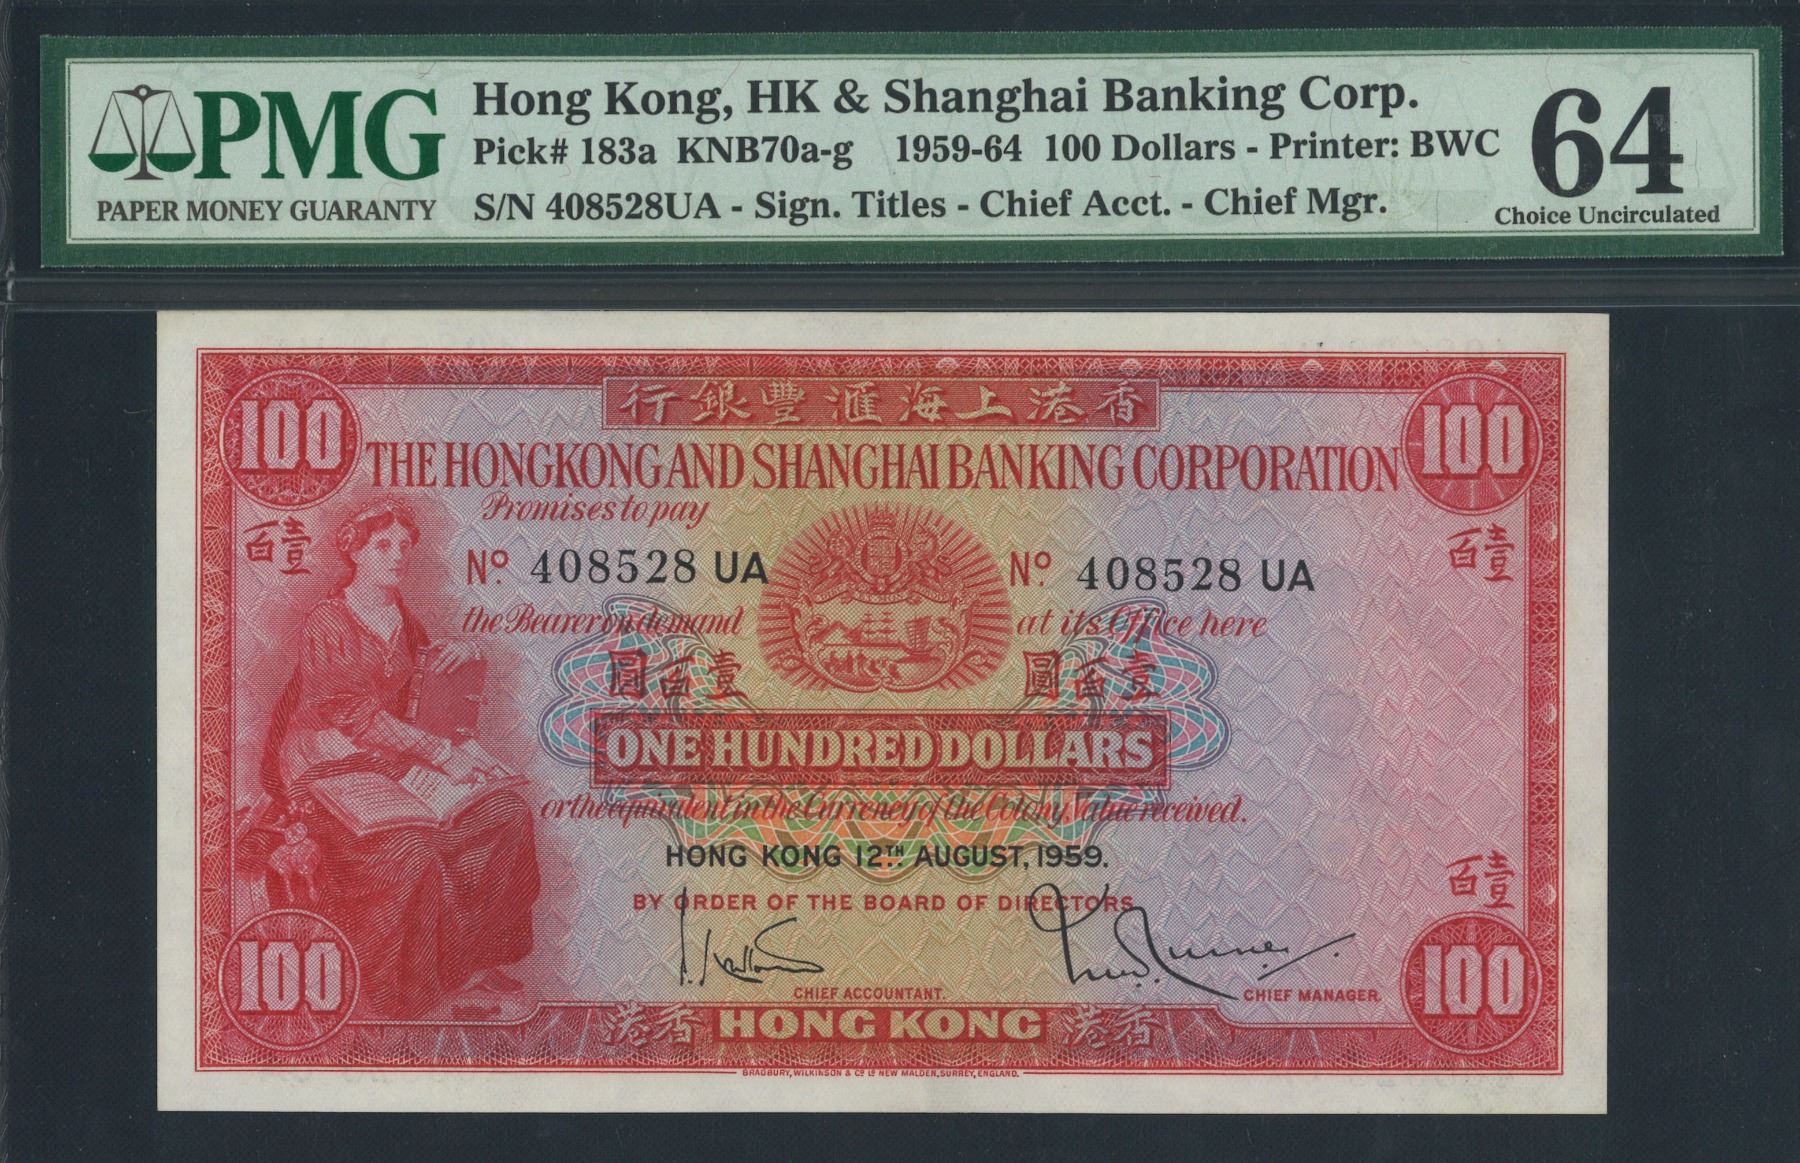 PMG
PAPER MONEY GUARANTY
Hong Kong, HK & Shanghai Banking Corp.
Pick# 183a KNB70a-g 1959-64 100 Dollars - Printer: BWC
S/N 408528UA - Sign. Titles - Chief Acct. - Chief Mgr.
64
Choice Uncirculated
行銀豐滙海上港香
100 100
THE HONGKONG AND SHANGHAI BANKING CORPORATION
Promises to pay
百壹 百壹
Nº 408528 UA Nº 408528 UA
the Bearer on demand at its Office here
圓百壹 圓百壹
ONE HUNDRED DOLLARS
or the equivalent in the Currency of the Colony, Value received.
HONG KONG 12TH AUGUST, 1959.
百壹
BY ORDER OF THE BOARD OF DIRECTORS
100 100
CHIEF ACCOUNTANT. CHIEF MANAGER.
港香 HONG KONG 港香
BRADBURY, WILKINSON & Cº Lº NEW MALDEN, SURREY, ENGLAND.